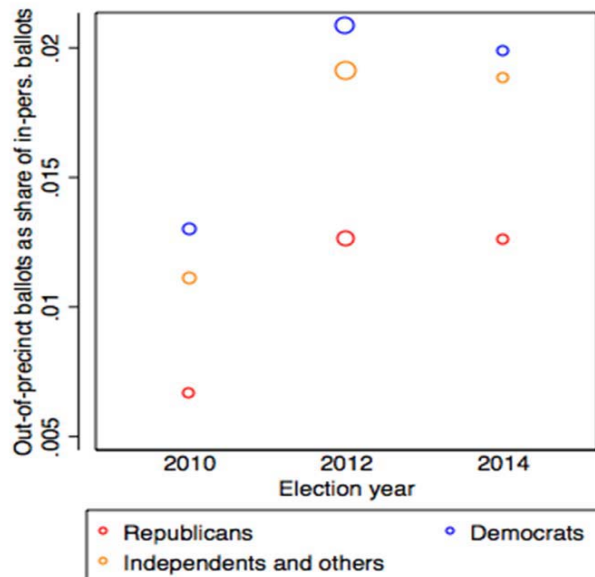 Out-of-precinct ballots as share of in-pers. ballots
.02
.015
.01
.005
2010 2012 2014
Election year
Republicans Democrats
Independents and others